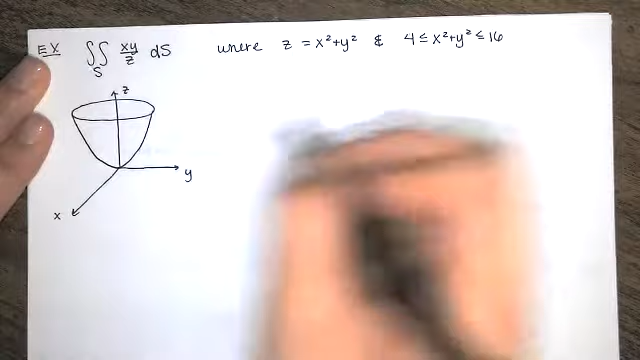 EX ∬_S xy/z dS where z = x²+y² & 4 ≤ x²+y² ≤ 16
z
y
x